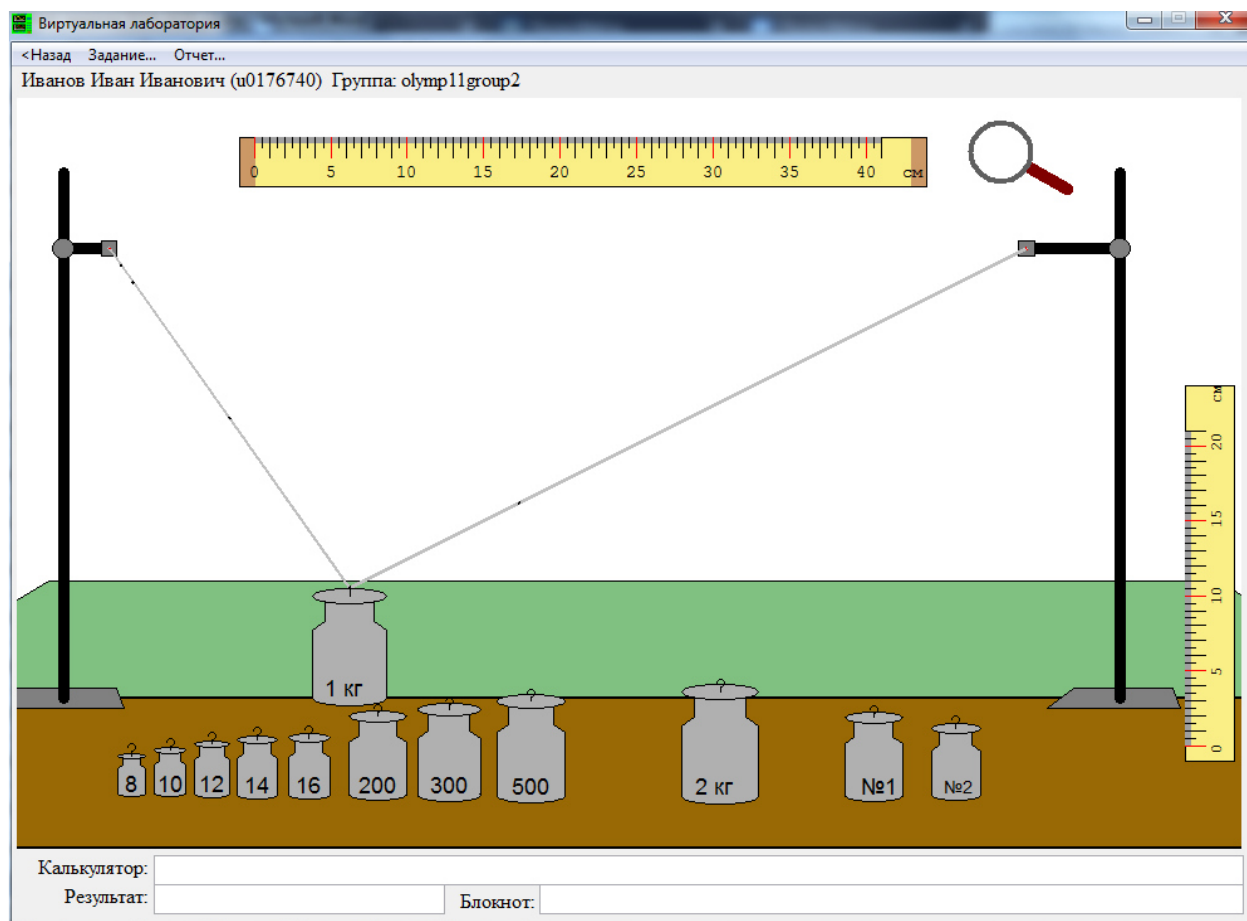 Виртуальная лаборатория
<Назад Задание... Отчет...
Иванов Иван Иванович (u0176740) Группа: olymp11group2
0 5 10 15 20 25 30 35 40 см
см
20
15
10
5
0
1 кг
8 10 12 14 16 200 300 500 2 кг №1 №2
Калькулятор:
Результат: Блокнот: